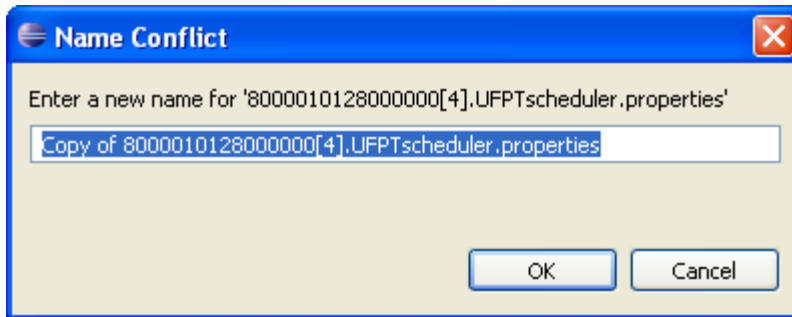 Name Conflict
Enter a new name for '8000010128000000[4].UFPTscheduler.properties'
Copy of 8000010128000000[4].UFPTscheduler.properties
OK
Cancel